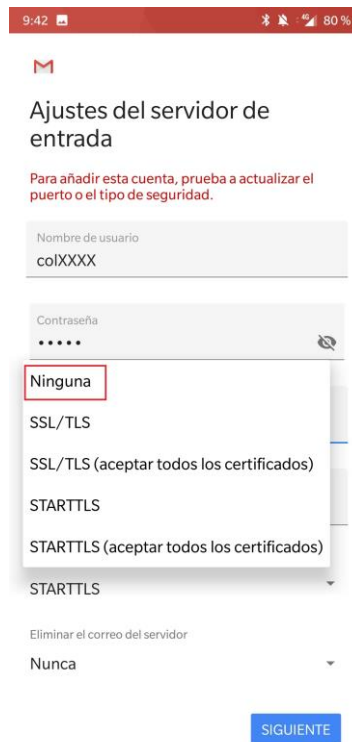 9:42 80 %
Ajustes del servidor de
entrada
Para añadir esta cuenta, prueba a actualizar el
puerto o el tipo de seguridad.
Nombre de usuario
colXXXX
Contraseña
•••••
Ninguna
SSL/TLS
SSL/TLS (aceptar todos los certificados)
STARTTLS
STARTTLS (aceptar todos los certificados)
STARTTLS
Eliminar el correo del servidor
Nunca
SIGUIENTE